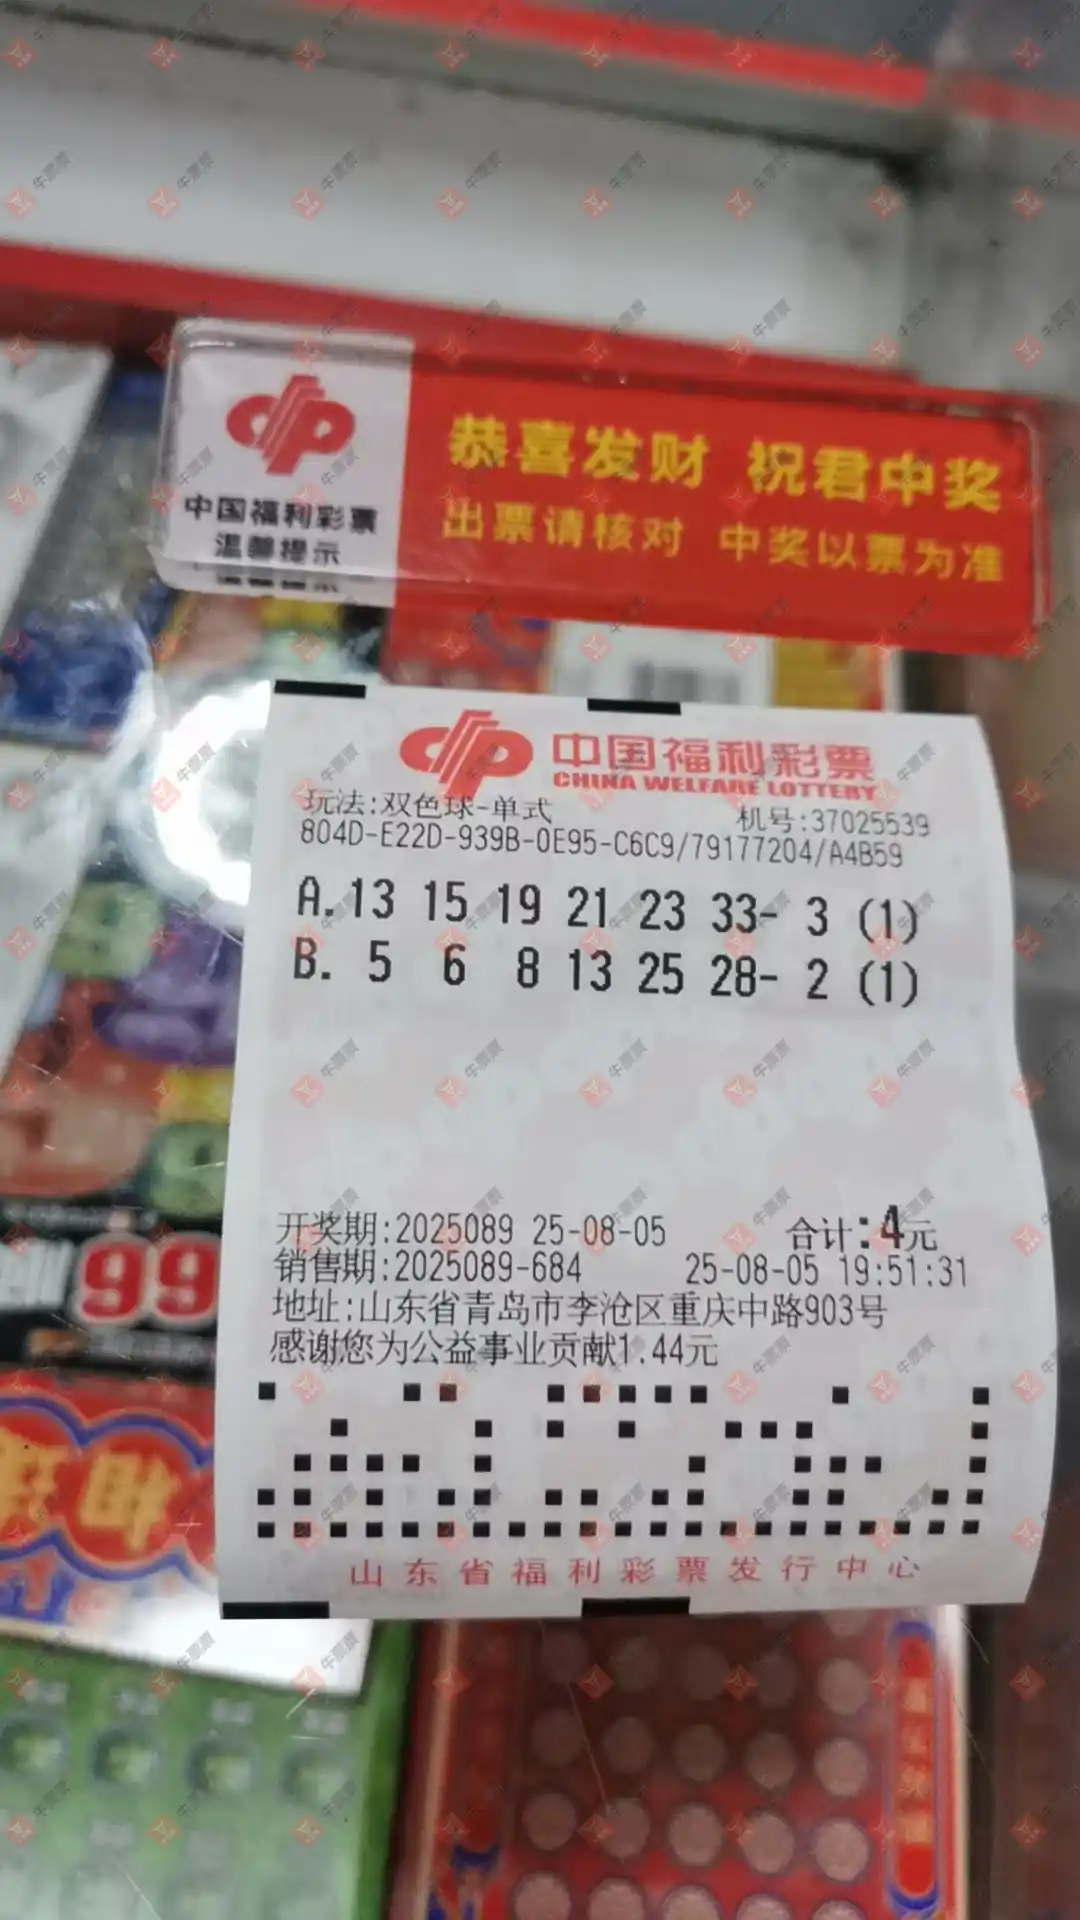 恭喜发财 祝君中奖
中国福利彩票
出票请核对 中奖以票为准
温馨提示
中国福利彩票
CHINA WELFARE LOTTERY
玩法:双色球-单式
机号:37025539
804D-E22D-939B-0E95-C6C9/79177204/A4B59
A.13 15 19 21 23 33- 3 (1)
B. 5 6 8 13 25 28- 2 (1)
开奖期:2025089 25-08-05 合计:4元
销售期:2025089-684 25-08-05 19:51:31
地址:山东省青岛市李沧区重庆中路903号
感谢您为公益事业贡献1.44元
山东省福利彩票发行中心
99
牛票票